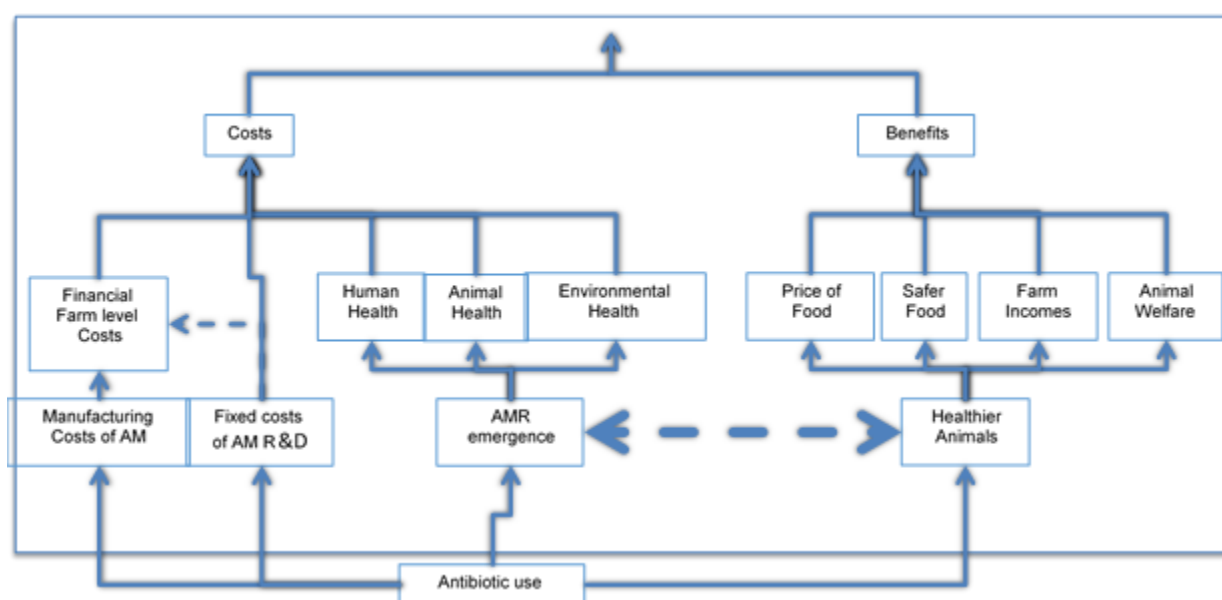 Costs
Benefits
Financial
Farm level
Costs
Human
Health
Animal
Health
Environmental
Health
Price of
Food
Safer
Food
Farm
Incomes
Animal
Welfare
Manufacturing
Costs of AM
Fixed costs
of AM R&D
AMR
emergence
Healthier
Animals
Antibiotic use